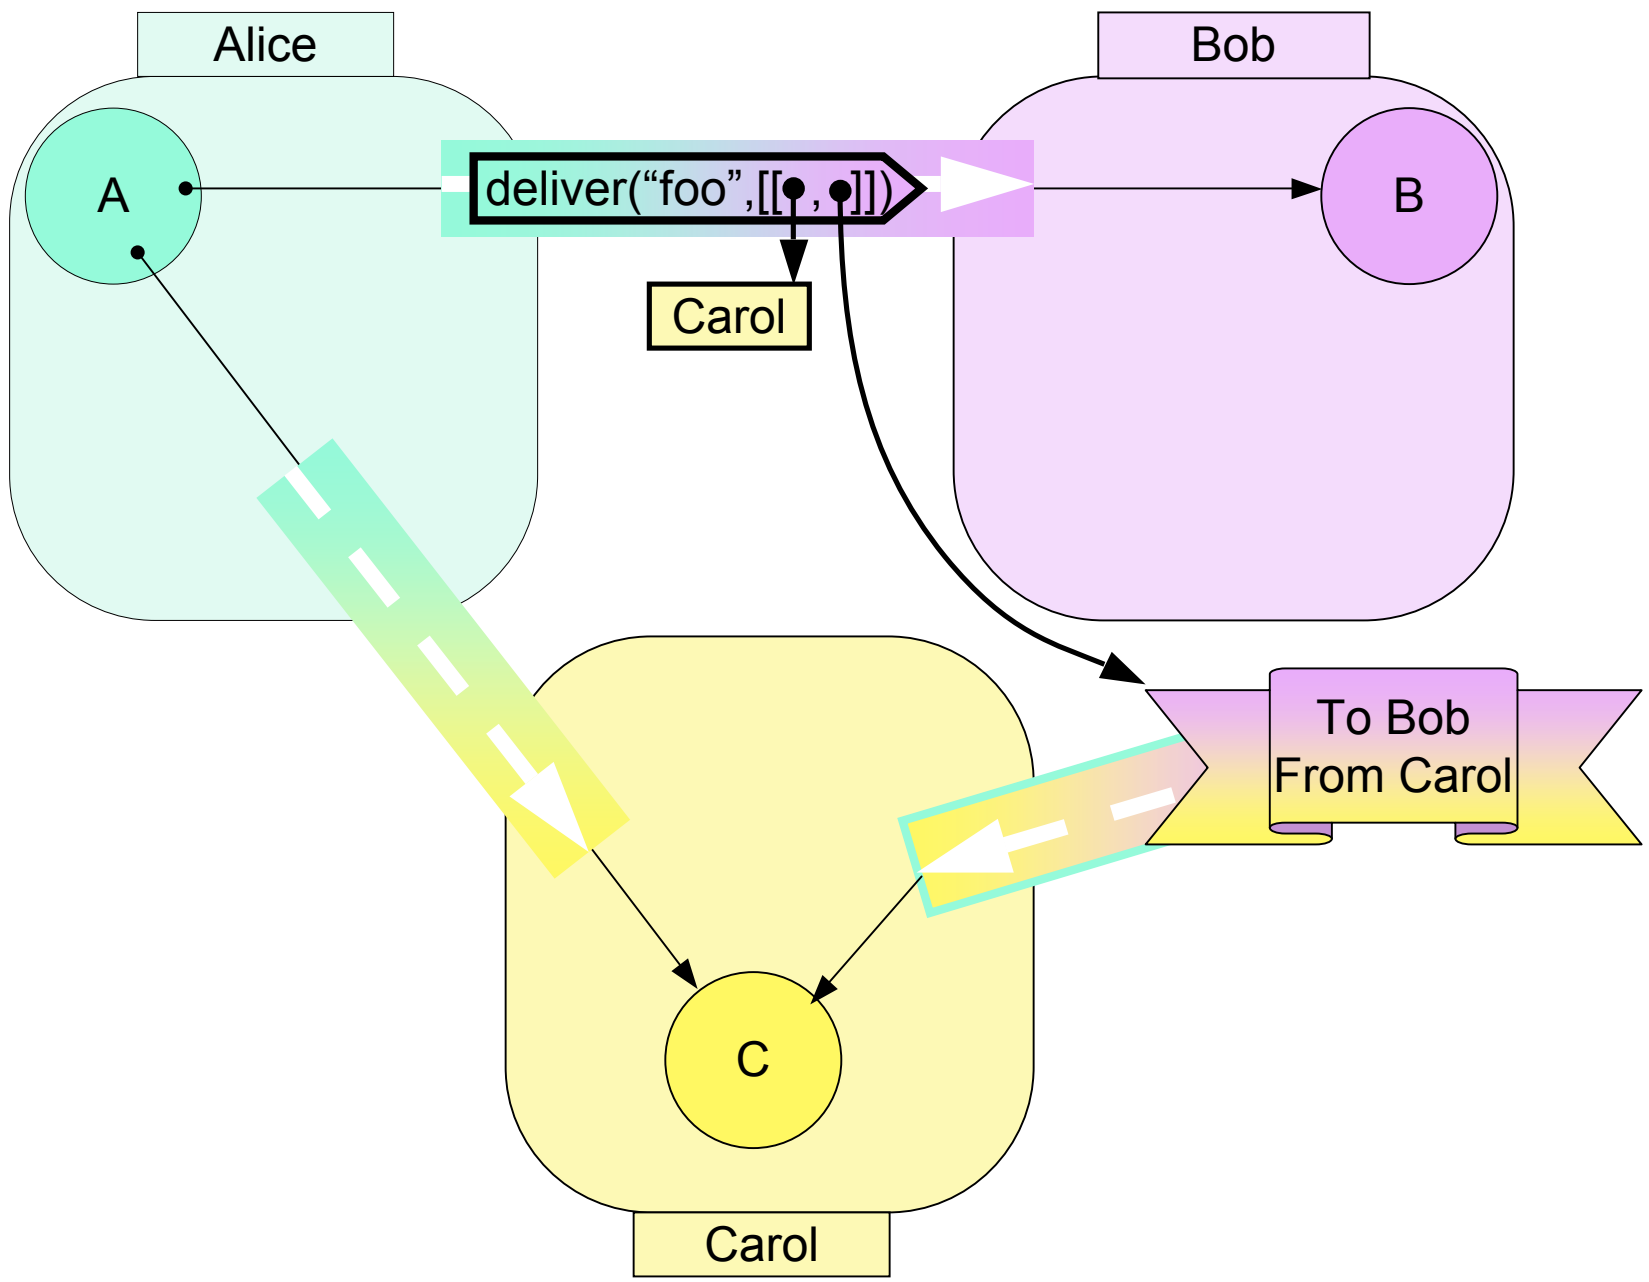 Alice
Bob
A
deliver(“foo”,[[ , ]])
B
Carol
To Bob
From Carol
C
Carol